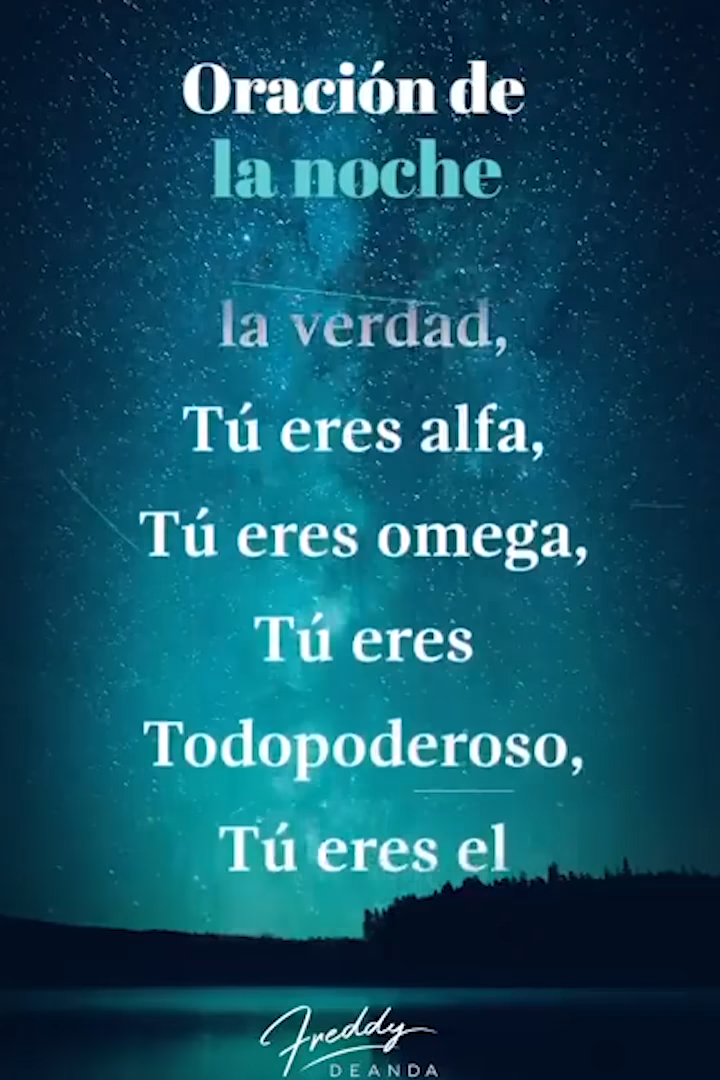 Oración de
la noche
la verdad,
Tú eres alfa,
Tú eres omega,
Tú eres
Todopoderoso,
Tú eres el
Freddy
DEANDA